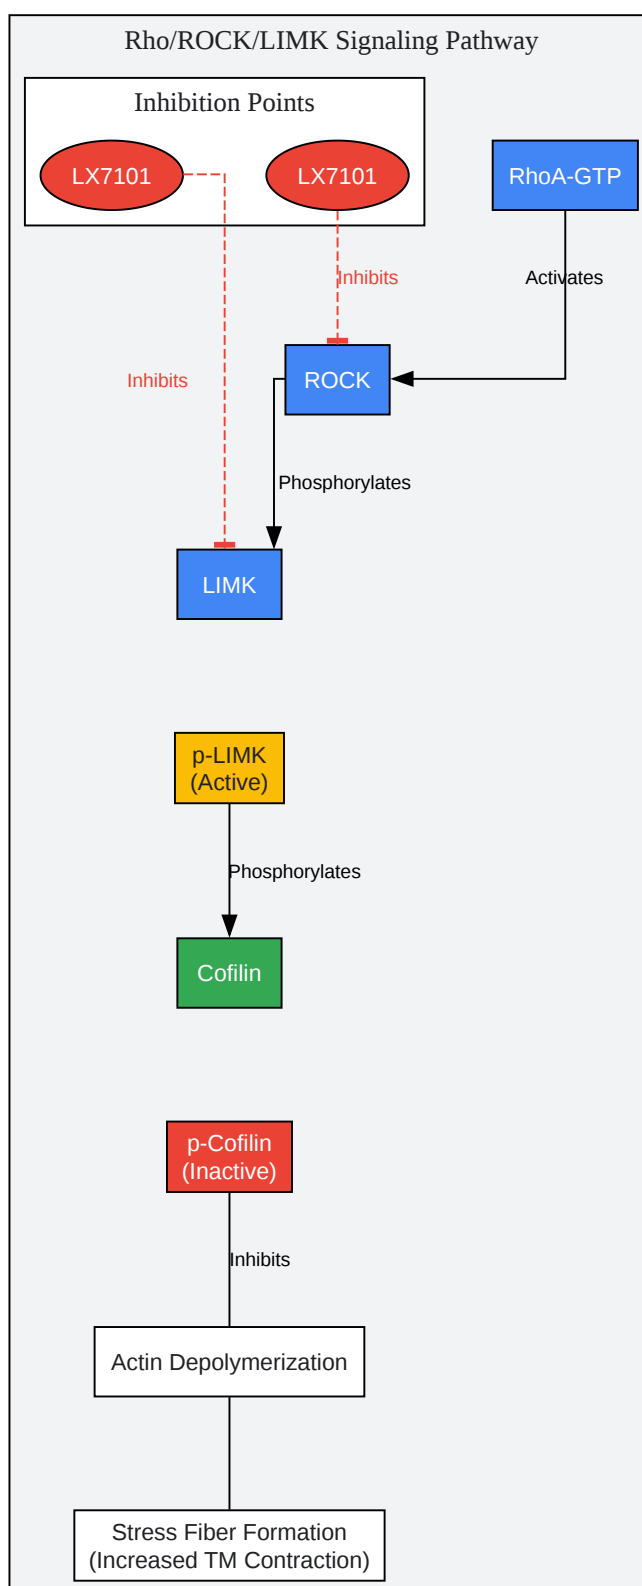 Rho/ROCK/LIMK Signaling Pathway
Inhibition Points
LX7101
LX7101
RhoA-GTP
Inhibits
Activates
ROCK
Inhibits
Phosphorylates
LIMK
p-LIMK
(Active)
Phosphorylates
Cofilin
p-Cofilin
(Inactive)
Inhibits
Actin Depolymerization
Stress Fiber Formation
(Increased TM Contraction)